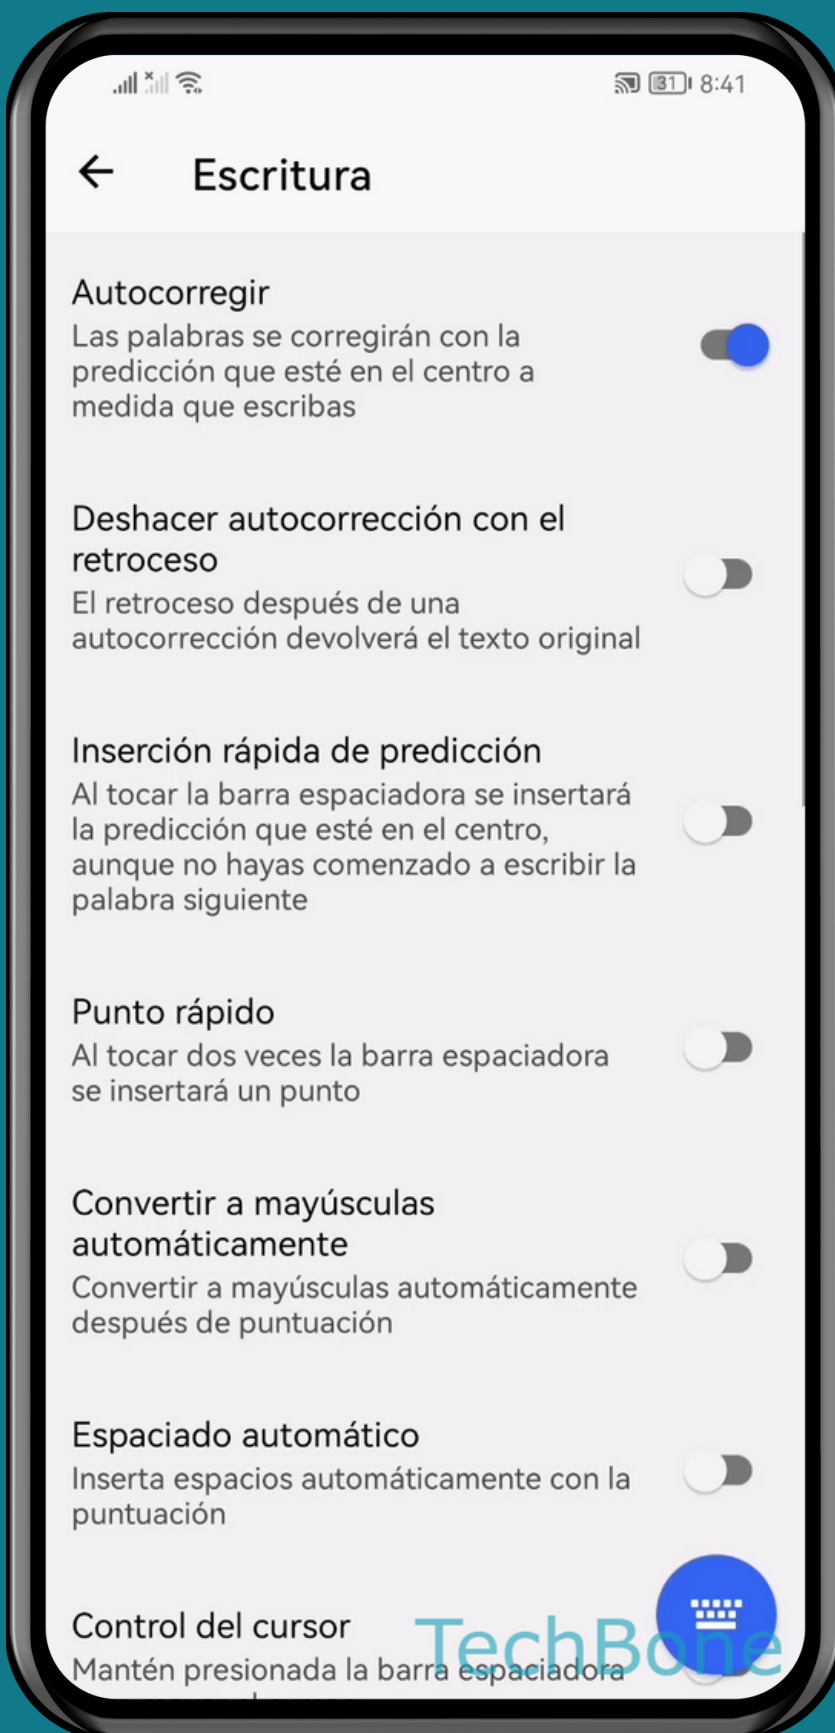 31 8:41
Escritura
Autocorregir
Las palabras se corregirán con la
predicción que esté en el centro a
medida que escribas
Deshacer autocorrección con el
retroceso
El retroceso después de una
autocorrección devolverá el texto original
Inserción rápida de predicción
Al tocar la barra espaciadora se insertará
la predicción que esté en el centro,
aunque no hayas comenzado a escribir la
palabra siguiente
Punto rápido
Al tocar dos veces la barra espaciadora
se insertará un punto
Convertir a mayúsculas
automáticamente
Convertir a mayúsculas automáticamente
después de puntuación
Espaciado automático
Inserta espacios automáticamente con la
puntuación
Control del cursor
TechBone
Mantén presionada la barra espaciadora